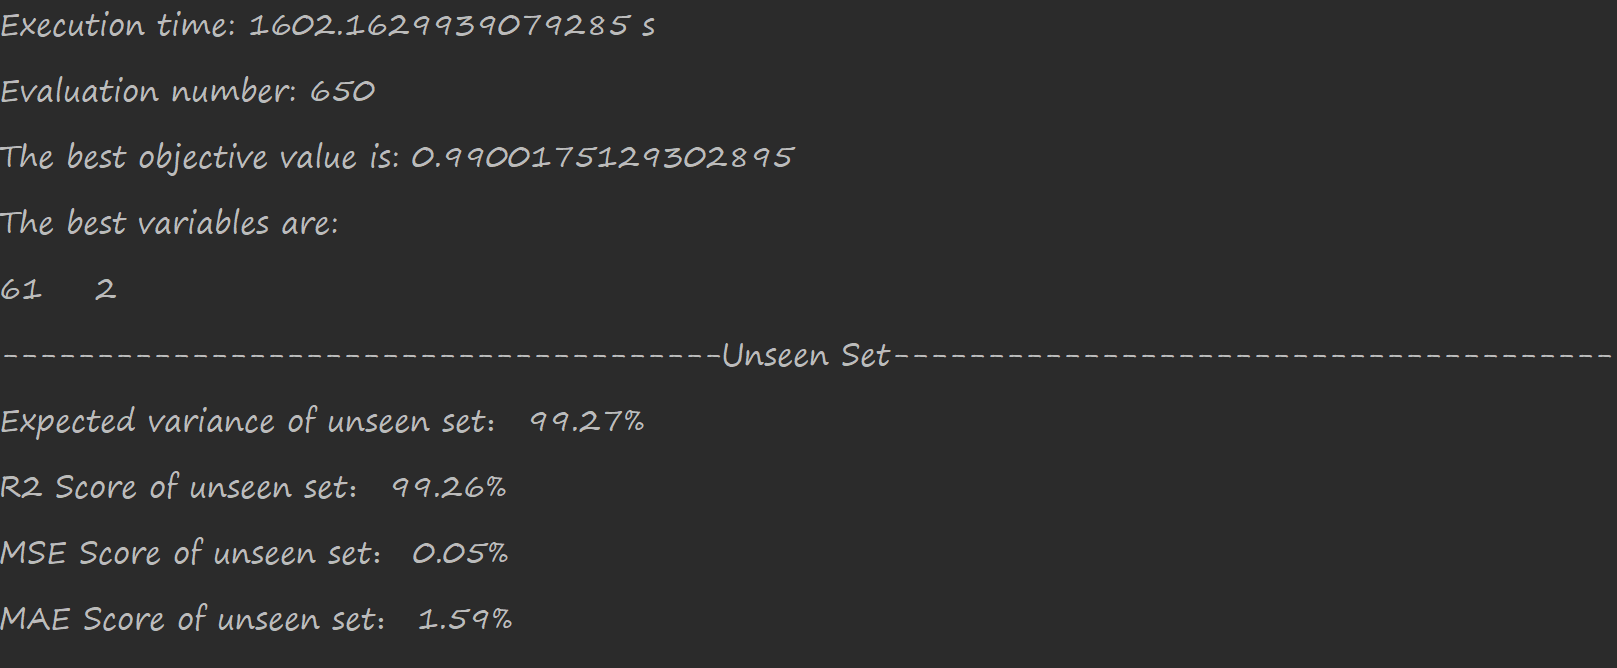 Execution time: 1602.1629939079285 s
Evaluation number: 650
The best objective value is: 0.9900175129302895
The best variables are:
61 2
--------------------------------------Unseen Set--------------------------------------
Expected variance of unseen set： 99.27%
R2 Score of unseen set： 99.26%
MSE Score of unseen set： 0.05%
MAE Score of unseen set： 1.59%